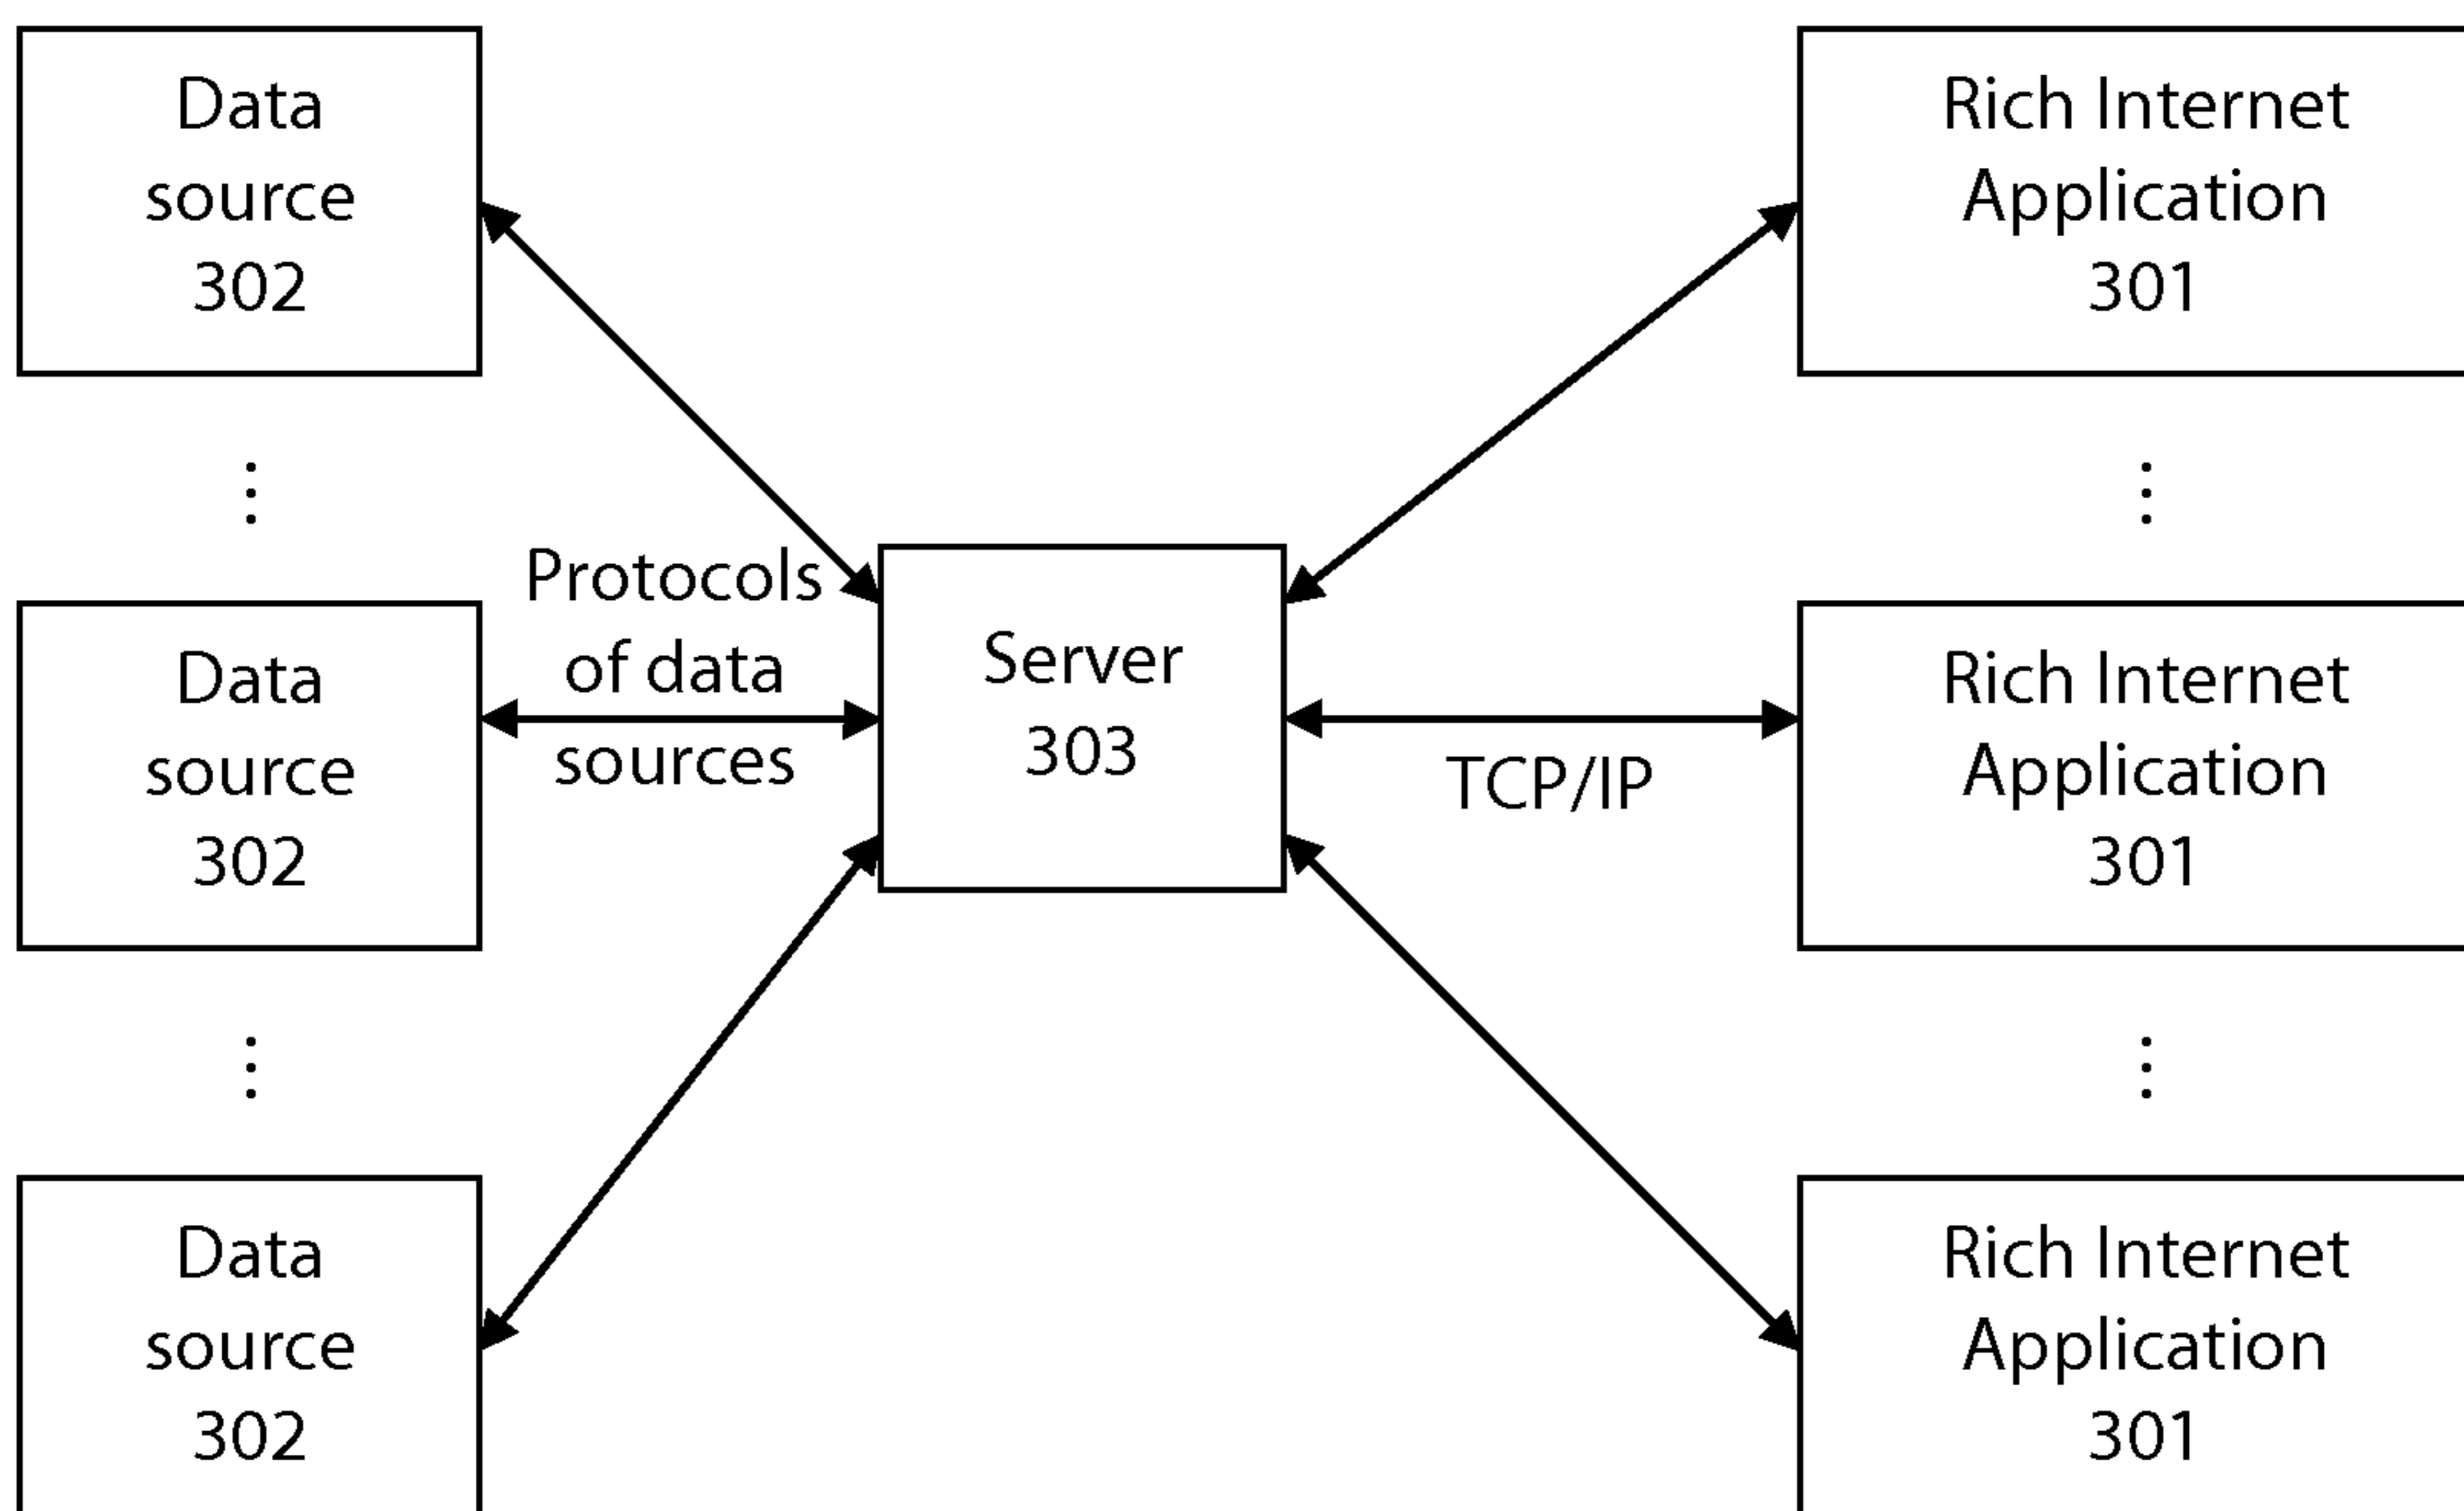 Data
source
302
Rich Internet
Application
301
Protocols
of data
sources
Data
source
302
Server
303
TCP/IP
Rich Internet
Application
301
Data
source
302
Rich Internet
Application
301